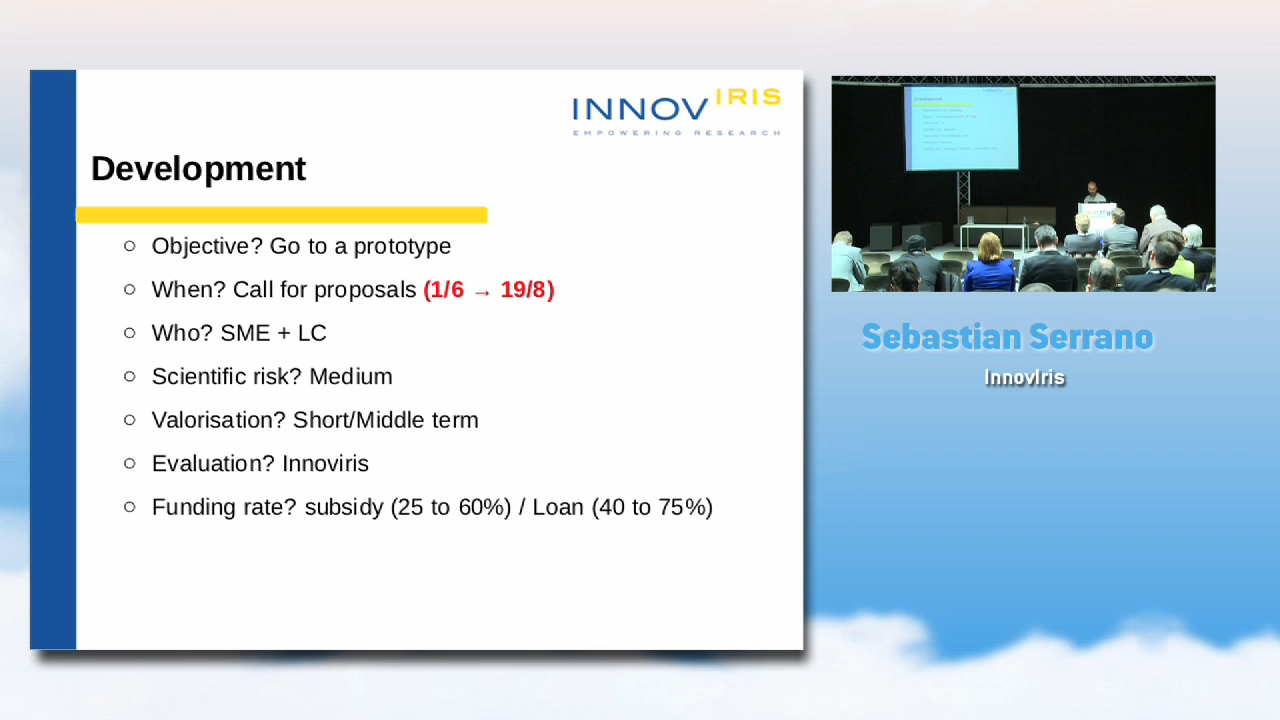 INNOVIRIS
EMPOWERING RESEARCH
Development
Objective? Go to a prototype
When? Call for proposals (1/6 → 19/8)
Who? SME + LC
Scientific risk? Medium
Valorisation? Short/Middle term
Evaluation? Innoviris
Funding rate? subsidy (25 to 60%) / Loan (40 to 75%)
Sebastian Serrano
InnovIris